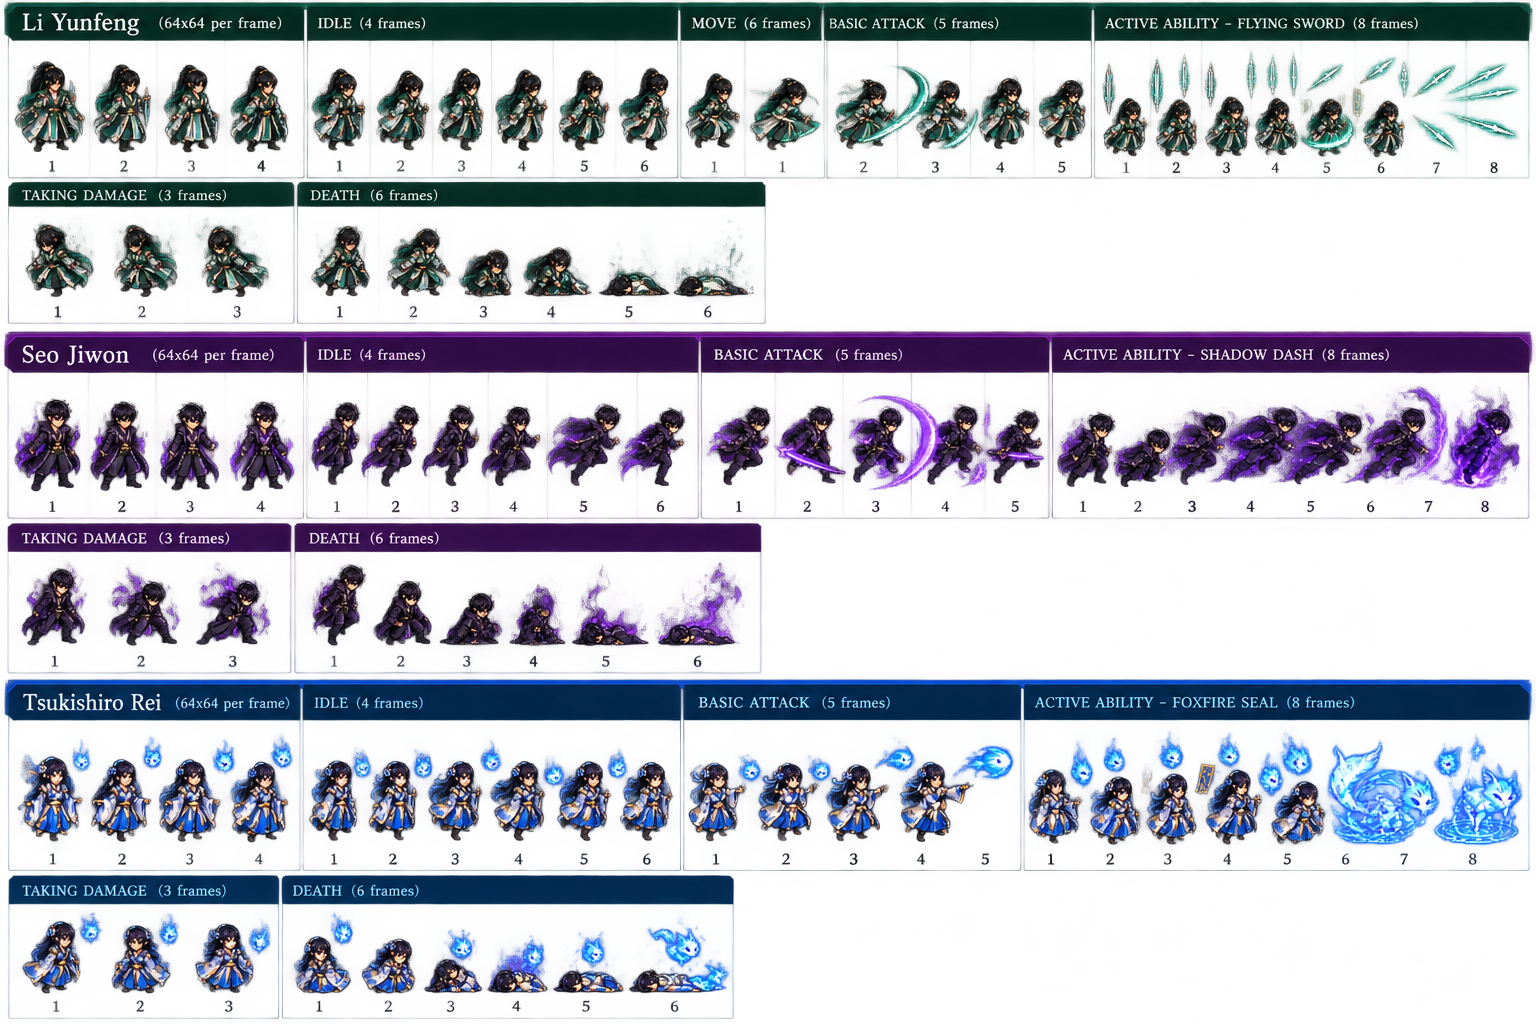 Li Yunfeng (64x64 per frame) IDLE (4 frames) MOVE (6 frames) BASIC ATTACK (5 frames) ACTIVE ABILITY – FLYING SWORD (8 frames)
1 2 3 4 1 2 3 4 5 6 1 1 2 3 4 5 1 2 3 4 5 6 7 8
TAKING DAMAGE (3 frames) DEATH (6 frames)
1 2 3 1 2 3 4 5 6
Seo Jiwon (64x64 per frame) IDLE (4 frames) BASIC ATTACK (5 frames) ACTIVE ABILITY – SHADOW DASH (8 frames)
1 2 3 4 1 2 3 4 5 6 1 2 3 4 5 1 2 3 4 5 6 7 8
TAKING DAMAGE (3 frames) DEATH (6 frames)
1 2 3 1 2 3 4 5 6
Tsukishiro Rei (64x64 per frame) IDLE (4 frames) BASIC ATTACK (5 frames) ACTIVE ABILITY – FOXFIRE SEAL (8 frames)
1 2 3 4 1 2 3 4 5 6 1 2 3 4 5 1 2 3 4 5 6 7 8
TAKING DAMAGE (3 frames) DEATH (6 frames)
1 2 3 1 2 3 4 5 6